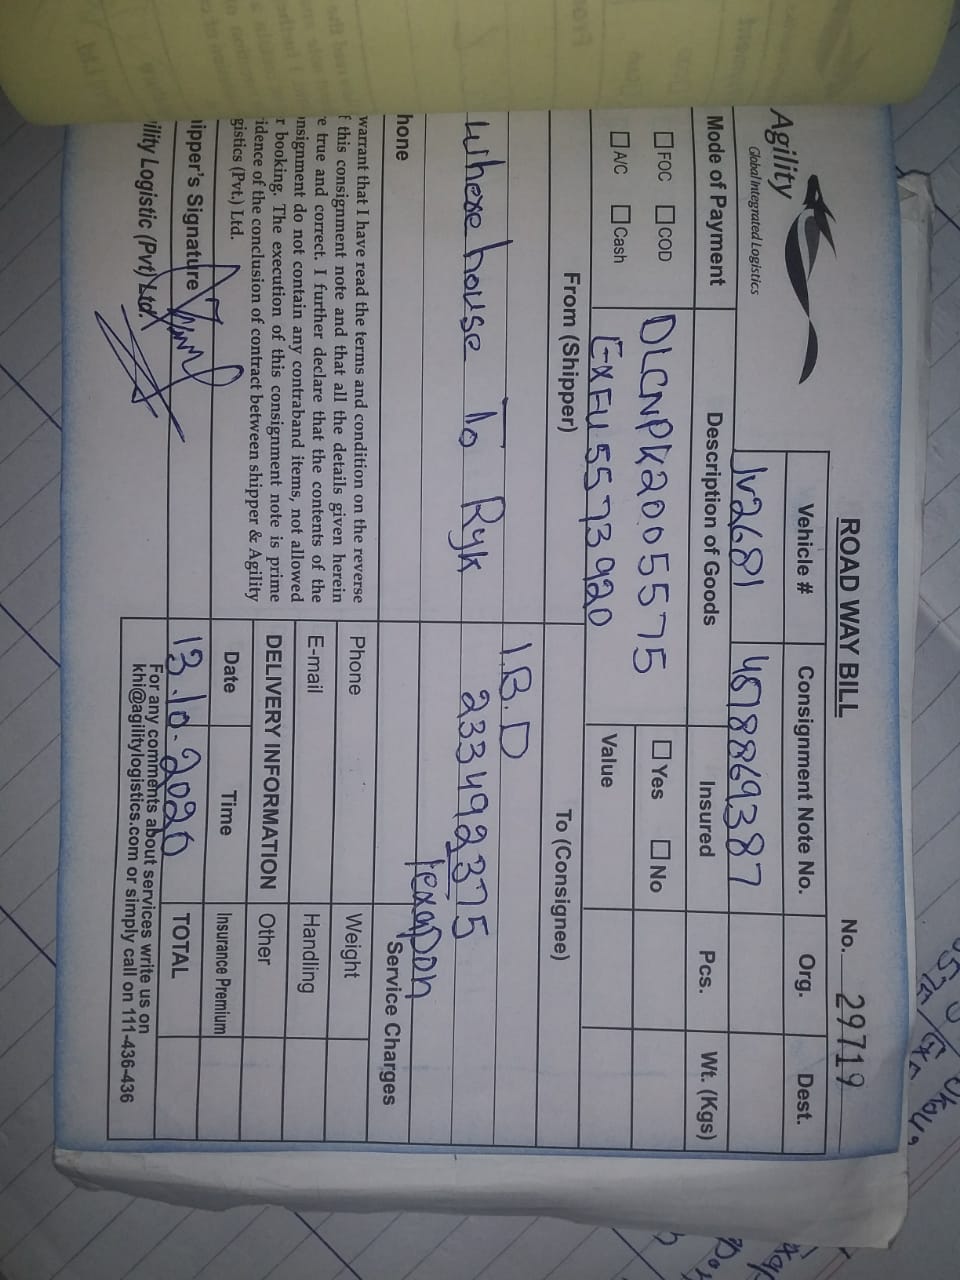 ROAD WAY BILL
No. 29719
Agility
Global Integrated Logistics
Vehicle #
Consignment Note No.
Org.
Dest.
JV2681
4578869387
Mode of Payment
Description of Goods
Insured
Pcs.
Wt. (Kgs)
FOC
COD
A/C
Cash
DLCNPK2005575
EXFU 5573920
Yes
No
Value
From (Shipper)
To (Consignee)
Wherehouse To Ryk
I.B.D
233492375
Texapon
hone
Service Charges
warrant that I have read the terms and condition on the reverse
f this consignment note and that all the details given herein
e true and correct. I further declare that the contents of the
nsignment do not contain any contraband items, not allowed
r booking. The execution of this consignment note is prime
idence of the conclusion of contract between shipper & Agility
gistics (Pvt.) Ltd.
Phone
E-mail
DELIVERY INFORMATION
Date
Time
13.10.2020
Weight
Handling
Other
Insurance Premium
TOTAL
ipper's Signature
ility Logistic (Pvt) Ltd.
For any comments about services write us on
khi@agilitylogistics.com or simply call on 111-436-436